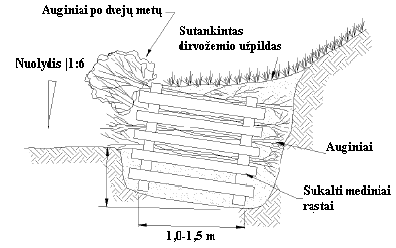 Auginiai po dvejų metų
Sutankintas
dirvožemio užpildas
Nuolydis |1:6
Auginiai
Sukalti mediniai
rąstai
1,0-1,5 m